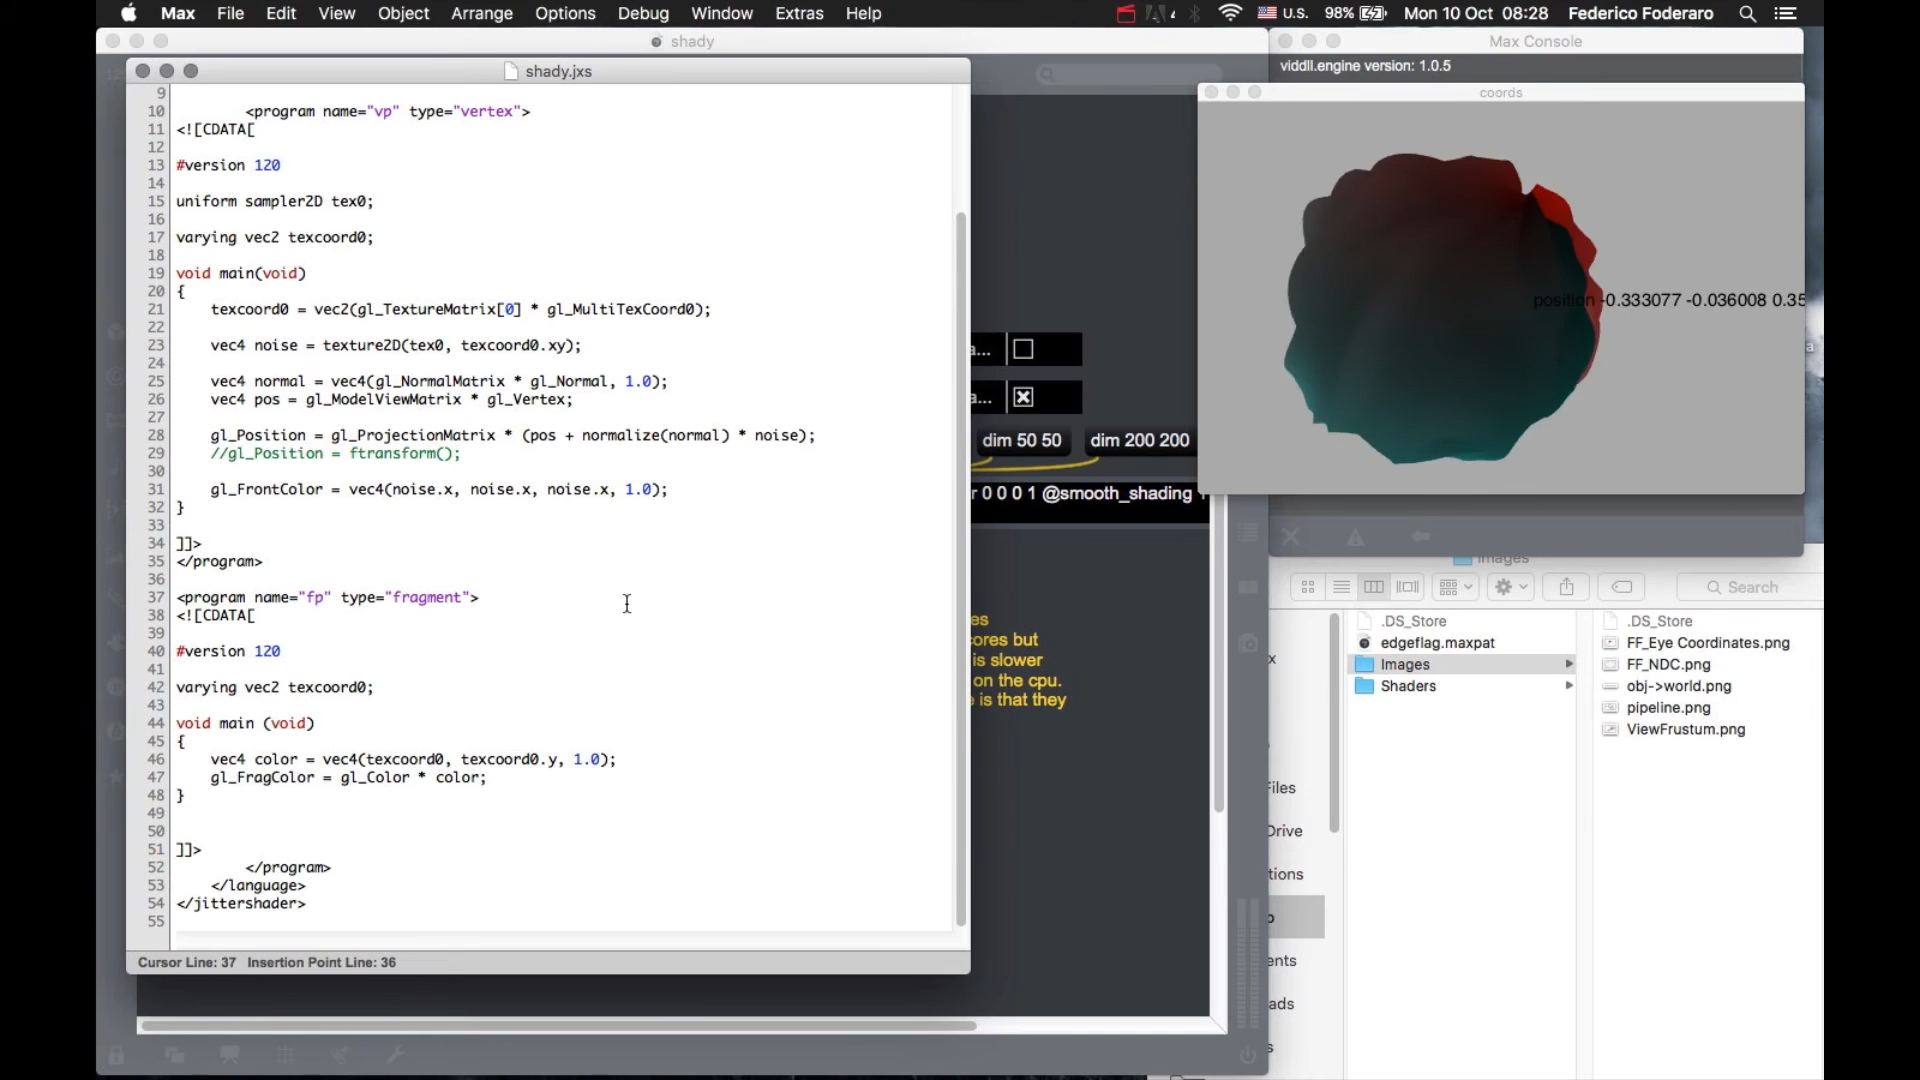 Max File Edit View Object Arrange Options Debug Window Extras Help
U.S. 98% Mon 10 Oct 08:28 Federico Foderaro
shady
shady.jxs
9
10 <program name="vp" type="vertex">
11 <![CDATA[
12
13 #version 120
14
15 uniform sampler2D tex0;
16
17 varying vec2 texcoord0;
18
19 void main(void)
20 {
21 texcoord0 = vec2(gl_TextureMatrix[0] * gl_MultiTexCoord0);
22
23 vec4 noise = texture2D(tex0, texcoord0.xy);
24
25 vec4 normal = vec4(gl_NormalMatrix * gl_Normal, 1.0);
26 vec4 pos = gl_ModelViewMatrix * gl_Vertex;
27
28 gl_Position = gl_ProjectionMatrix * (pos + normalize(normal) * noise);
29 //gl_Position = ftransform();
30
31 gl_FrontColor = vec4(noise.x, noise.x, noise.x, 1.0);
32 }
33
34 ]]>
35 </program>
36
37 <program name="fp" type="fragment">
38 <![CDATA[
39
40 #version 120
41
42 varying vec2 texcoord0;
43
44 void main (void)
45 {
46 vec4 color = vec4(texcoord0, texcoord0.y, 1.0);
47 gl_FragColor = gl_Color * color;
48 }
49
50
51 ]]>
52 </program>
53 </language>
54 </jittershader>
55
Cursor Line: 37 Insertion Point Line: 36
a...
a...
dim 50 50 dim 200 200
r 0 0 0 1 @smooth_shading 1
es
cores but
is slower
on the cpu.
is that they
Max Console
viddll.engine version: 1.0.5
coords
position -0.333077 -0.036008 0.35
a
Images
Search
x
Files
Drive
tions
ents
ads
s
.DS_Store
edgeflag.maxpat
Images
Shaders
.DS_Store
FF_Eye Coordinates.png
FF_NDC.png
obj->world.png
pipeline.png
ViewFrustum.png